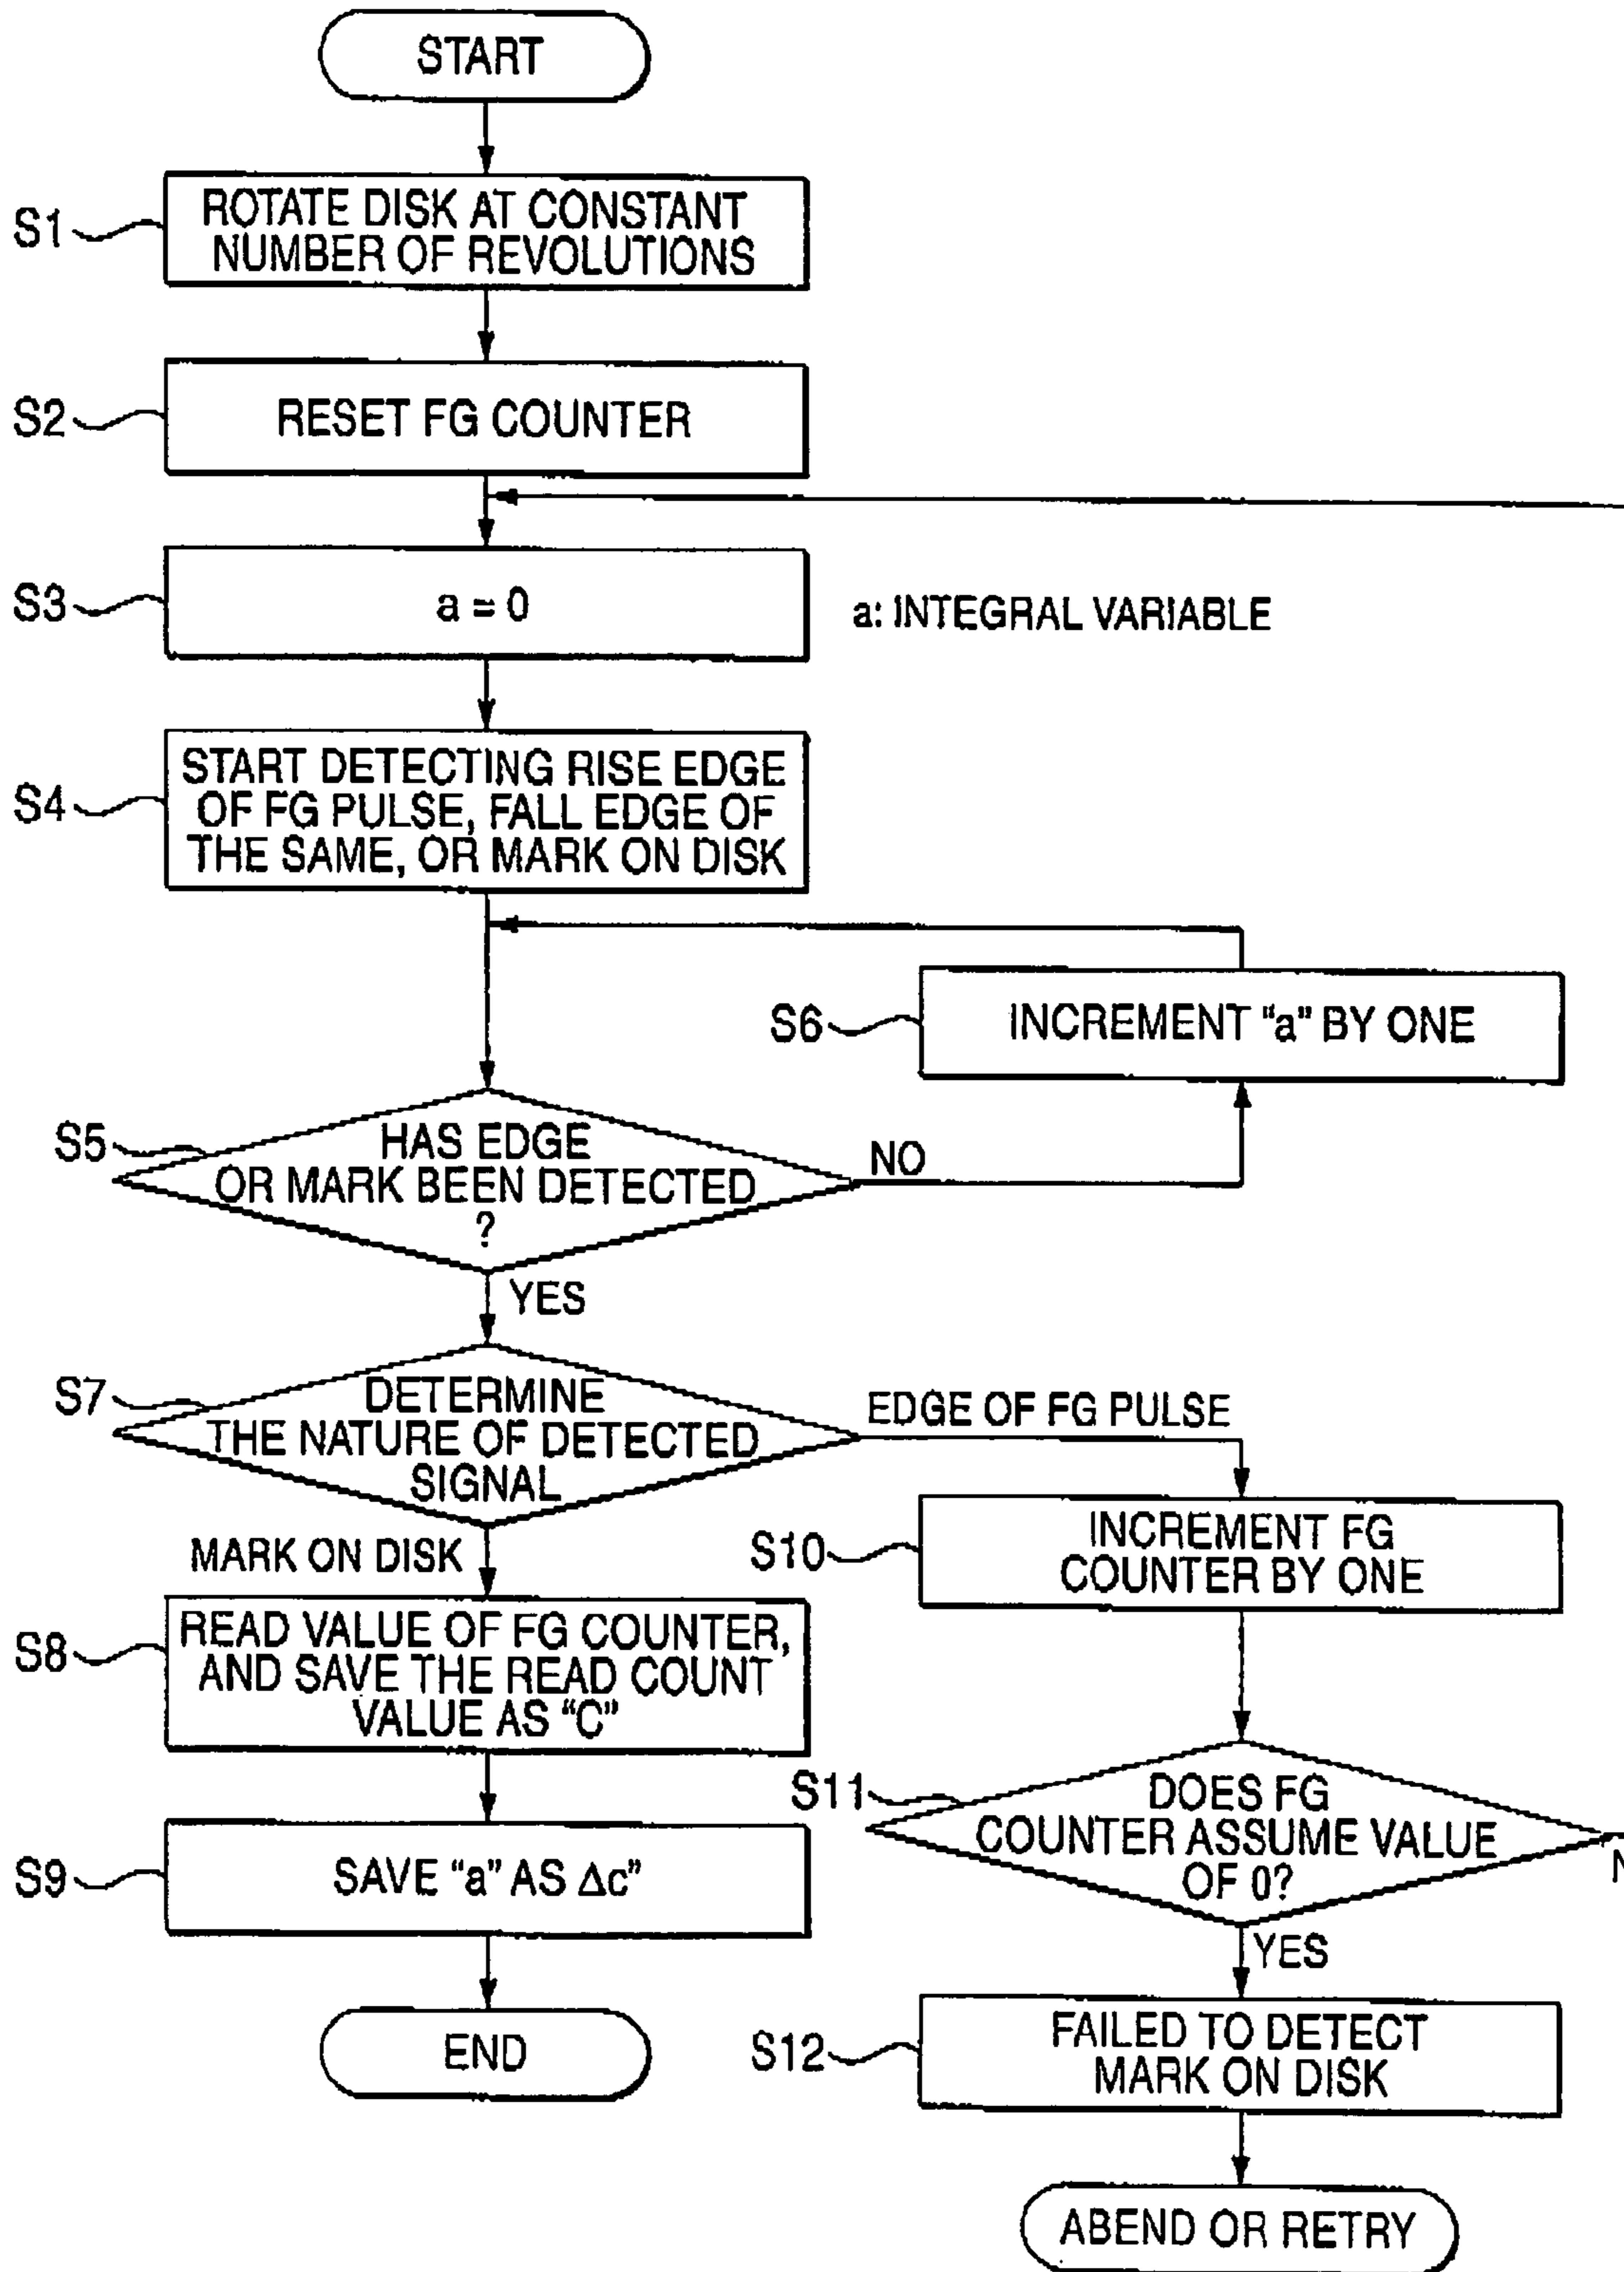 START
S1
ROTATE DISK AT CONSTANT
NUMBER OF REVOLUTIONS
S2
RESET FG COUNTER
S3
a = 0
a: INTEGRAL VARIABLE
S4
START DETECTING RISE EDGE
OF FG PULSE, FALL EDGE OF
THE SAME, OR MARK ON DISK
S6
INCREMENT “a” BY ONE
S5
HAS EDGE
OR MARK BEEN DETECTED
?
NO
YES
S7
DETERMINE
THE NATURE OF DETECTED
SIGNAL
EDGE OF FG PULSE
MARK ON DISK
S10
INCREMENT FG
COUNTER BY ONE
S8
READ VALUE OF FG COUNTER,
AND SAVE THE READ COUNT
VALUE AS “C”
S11
DOES FG
COUNTER ASSUME VALUE
OF 0?
S9
SAVE “a” AS Δc”
YES
END
S12
FAILED TO DETECT
MARK ON DISK
ABEND OR RETRY